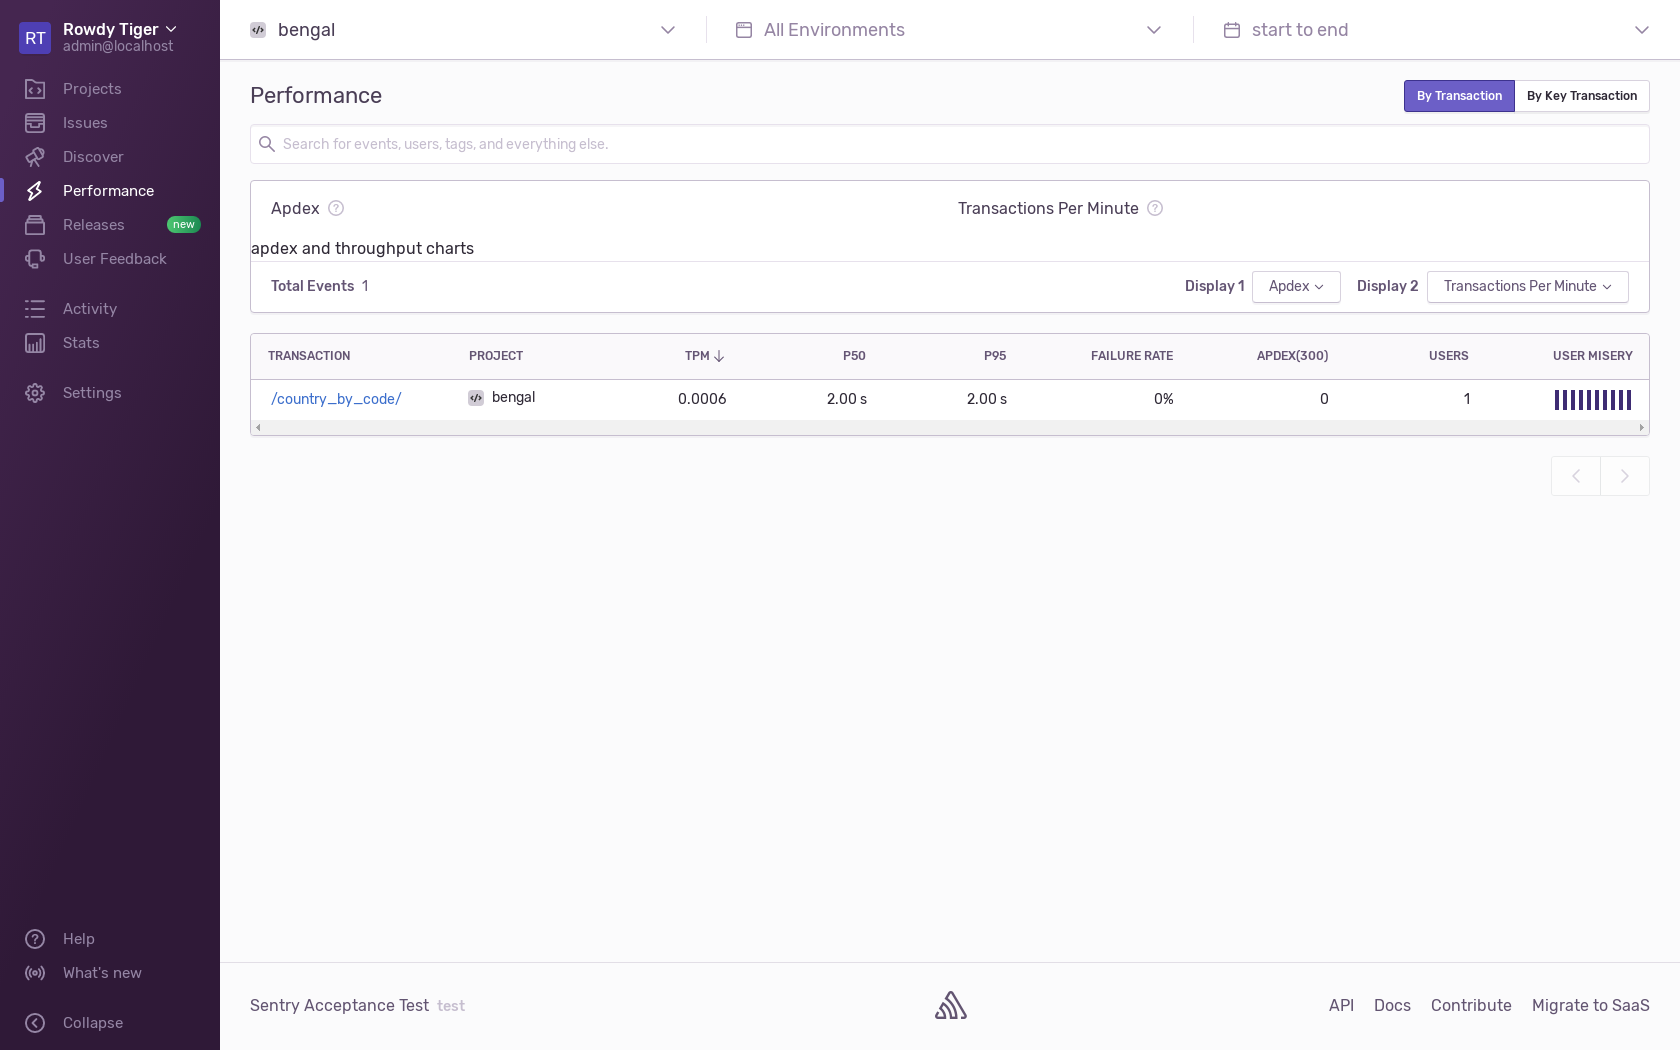 RT
Rowdy Tiger
admin@localhost
Projects
Issues
Discover
Performance
Releases new
User Feedback
Activity
Stats
Settings
Help
What's new
Collapse
bengal All Environments start to end
Performance By Transaction By Key Transaction
Search for events, users, tags, and everything else.
Apdex Transactions Per Minute
apdex and throughput charts
Total Events 1 Display 1 Apdex Display 2 Transactions Per Minute
TRANSACTION PROJECT TPM P50 P95 FAILURE RATE APDEX(300) USERS USER MISERY
/country_by_code/ bengal 0.0006 2.00 s 2.00 s 0% 0 1
Sentry Acceptance Test test API Docs Contribute Migrate to SaaS